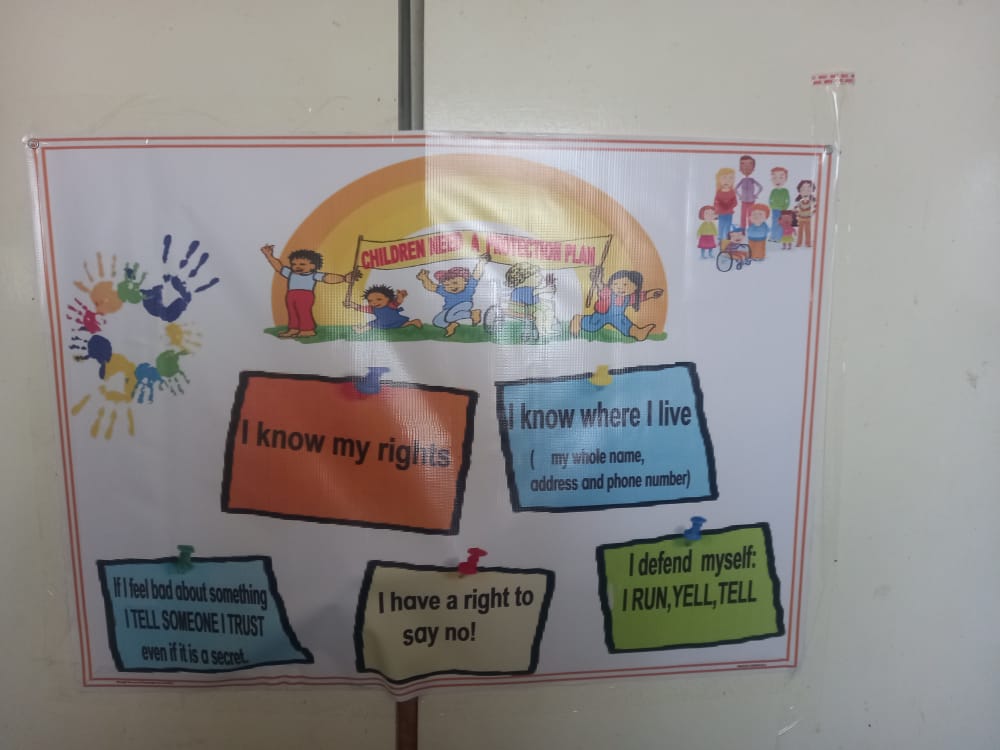 CHILDREN NEED A PROTECTION PLAN
I know my rights
I know where I live
( my whole name,
address and phone number)
If I feel bad about something
I TELL SOMEONE I TRUST
even if it is a secret.
I have a right to
say no!
I defend myself:
I RUN,YELL,TELL